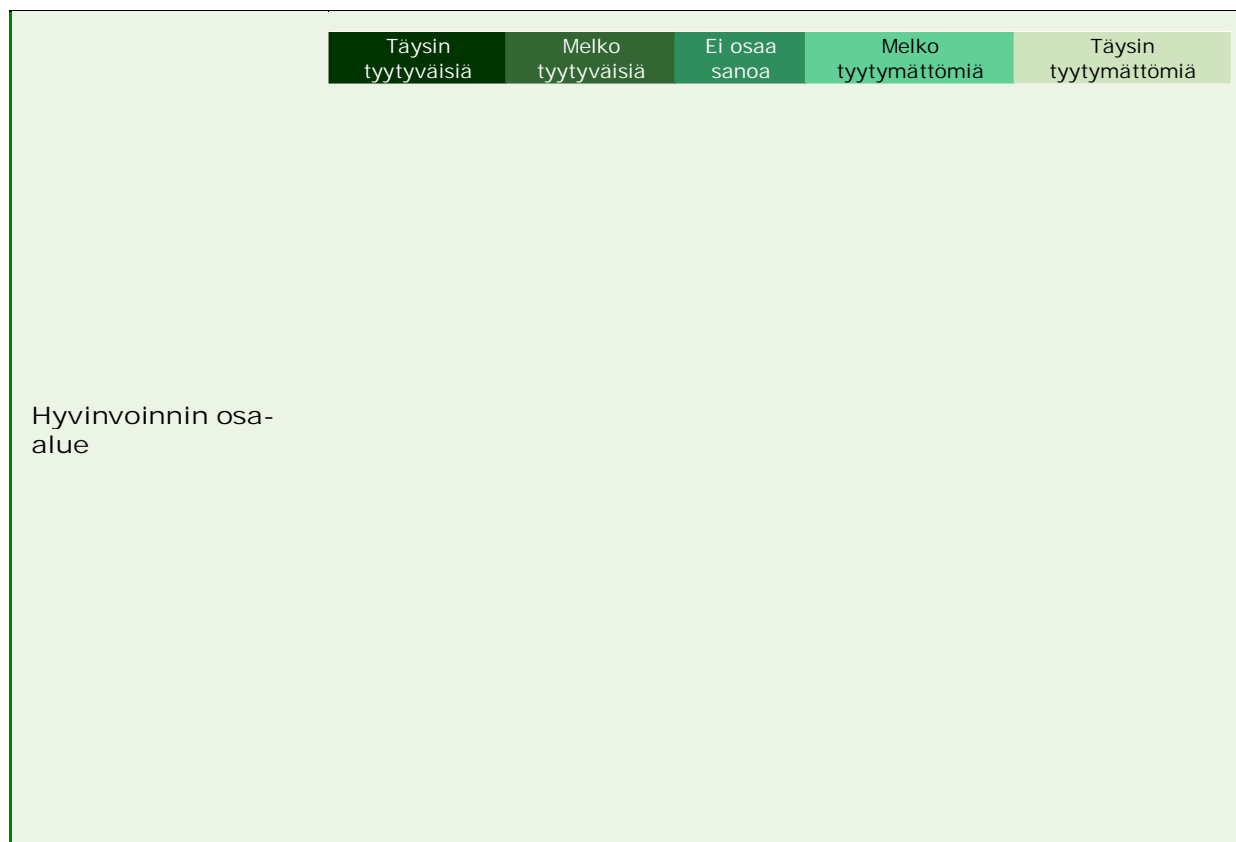 Täysin tyytyväisiä
Melko tyytyväisiä
Ei osaa sanoa
Melko tyytymättömiä
Täysin tyytymättömiä
Hyvinvoinnin osa-
alue